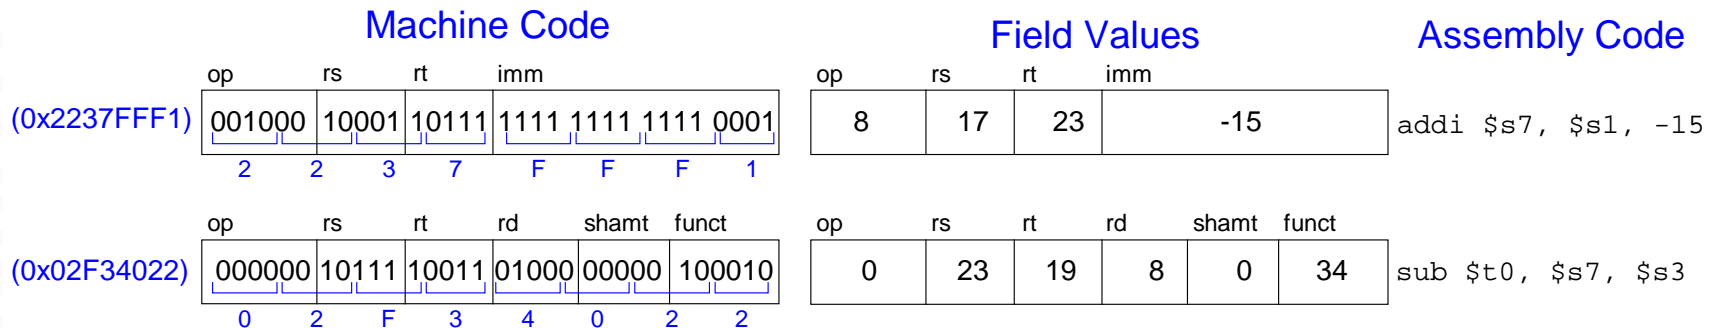 Machine Code Field Values Assembly Code
op rs rt imm op rs rt imm
(0x2237FFF1) 001000 10001 10111 1111 1111 1111 0001 8 17 23 -15 addi $s7, $s1, -15
2 2 3 7 F F F 1
op rs rt rd shamt funct op rs rt rd shamt funct
(0x02F34022) 000000 10111 10011 01000 00000 100010 0 23 19 8 0 34 sub $t0, $s7, $s3
0 2 F 3 4 0 2 2